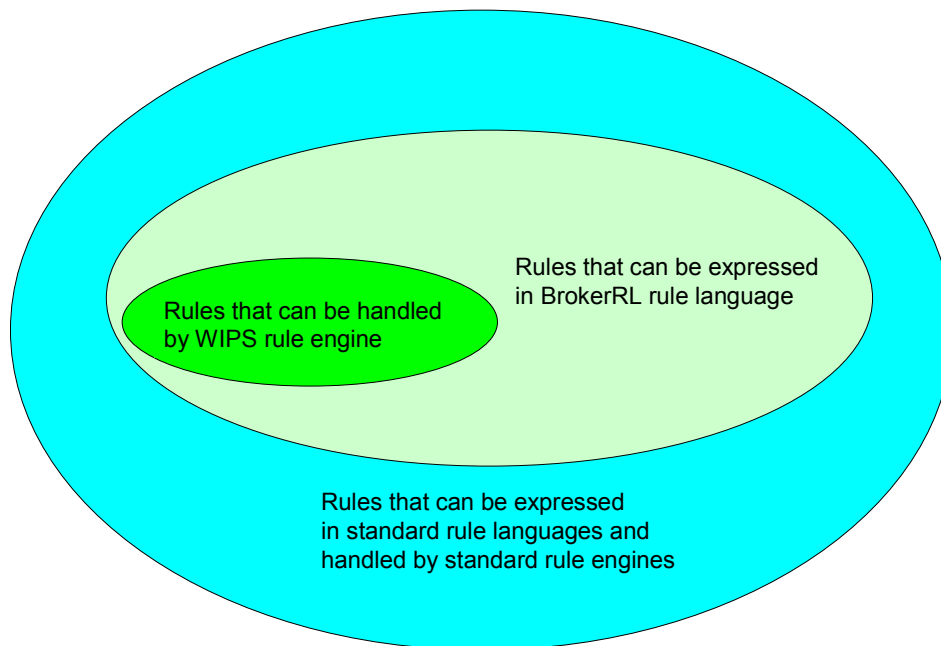 Rules that can be expressed
in BrokerRL rule language
Rules that can be handled
by WIPS rule engine
Rules that can be expressed
in standard rule languages and
handled by standard rule engines